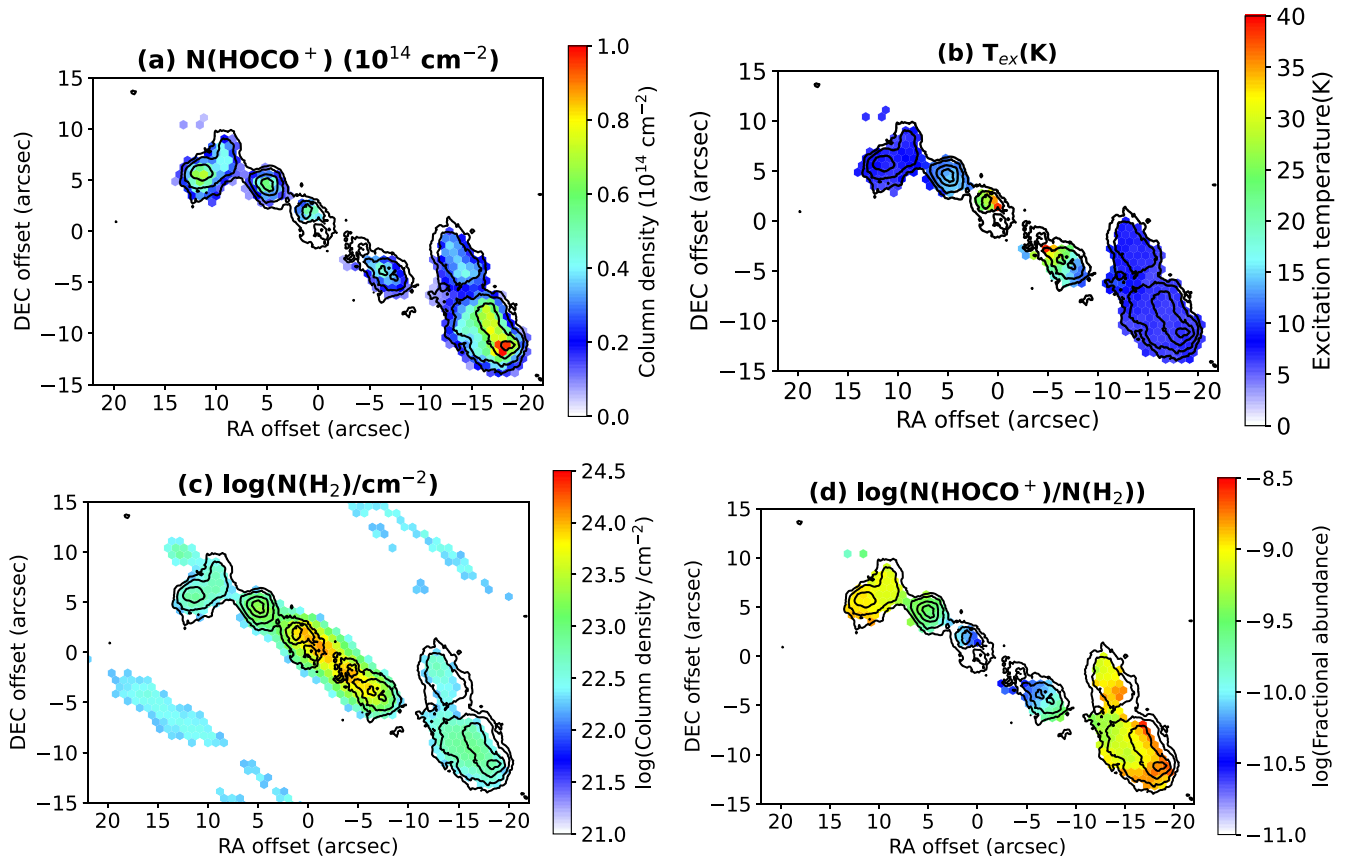 (a) N(HOCO⁺) (10¹⁴ cm⁻²)
15
10
5
0
−5
−10
−15
DEC offset (arcsec)
20 15 10 5 0 −5 −10 −15 −20
RA offset (arcsec)
1.0
0.8
0.6
0.4
0.2
0.0
Column density (10¹⁴ cm⁻²)
(b) Tₑₓ(K)
15
10
5
0
−5
−10
−15
DEC offset (arcsec)
20 15 10 5 0 −5 −10 −15 −20
RA offset (arcsec)
40
35
30
25
20
15
10
5
0
Excitation temperature(K)
(c) log(N(H₂)/cm⁻²)
15
10
5
0
−5
−10
−15
DEC offset (arcsec)
20 15 10 5 0 −5 −10 −15 −20
RA offset (arcsec)
24.5
24.0
23.5
23.0
22.5
22.0
21.5
21.0
log(Column density /cm⁻²)
(d) log(N(HOCO⁺)/N(H₂))
15
10
5
0
−5
−10
−15
DEC offset (arcsec)
20 15 10 5 0 −5 −10 −15 −20
RA offset (arcsec)
−8.5
−9.0
−9.5
−10.0
−10.5
−11.0
log(Fractional abundance)